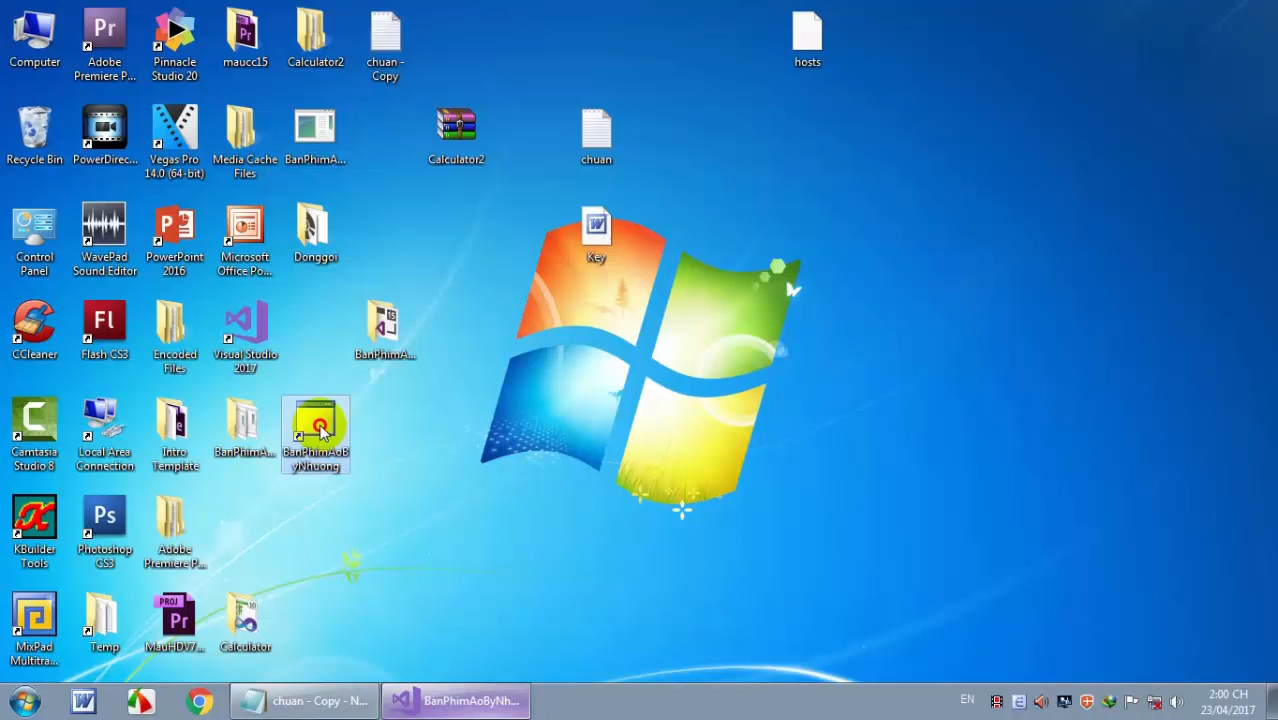 Computer
Adobe
Premiere P...
Pinnacle
Studio 20
maucc15
Calculator2
chuan -
Copy
hosts
Recycle Bin
PowerDirec...
Vegas Pro
14.0 (64-bit)
Media Cache
Files
BanPhimA...
Calculator2
chuan
Control
Panel
WavePad
Sound Editor
PowerPoint
2016
Microsoft
Office Po...
Donggoi
Key
CCleaner
Flash CS3
Encoded
Files
Visual Studio
2017
BanPhimA...
Camtasia
Studio 8
Local Area
Connection
Intro
Template
BanPhimA...
BanPhimAoB
yNhuong
KBuilder
Tools
Photoshop
CS3
Adobe
Premiere P...
MixPad
Multitra...
Temp
MauHDV7...
Calculator
chuan - Copy - N...
BanPhimAoByNh...
EN
2:00 CH
23/04/2017